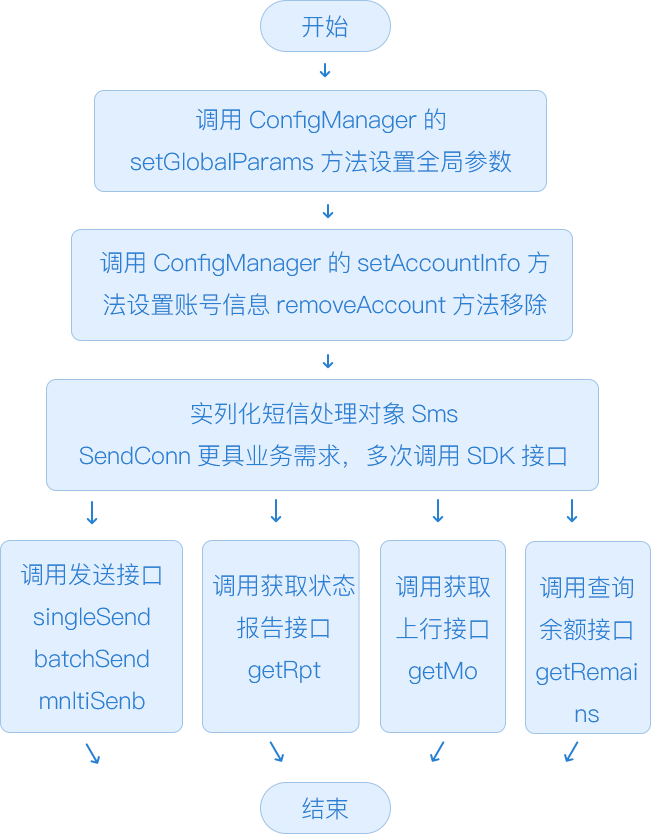 开始
调用 ConfigManager 的
setGlobalParams 方法设置全局参数
调用 ConfigManager 的 setAccountInfo 方
法设置账号信息 removeAccount 方法移除
实列化短信处理对象 Sms
SendConn 更具业务需求，多次调用 SDK 接口
调用发送接口
singleSend
batchSend
mnltiSenb
调用获取状态
报告接口
getRpt
调用获取
上行接口
getMo
调用查询
余额接口
getRemai
ns
结束